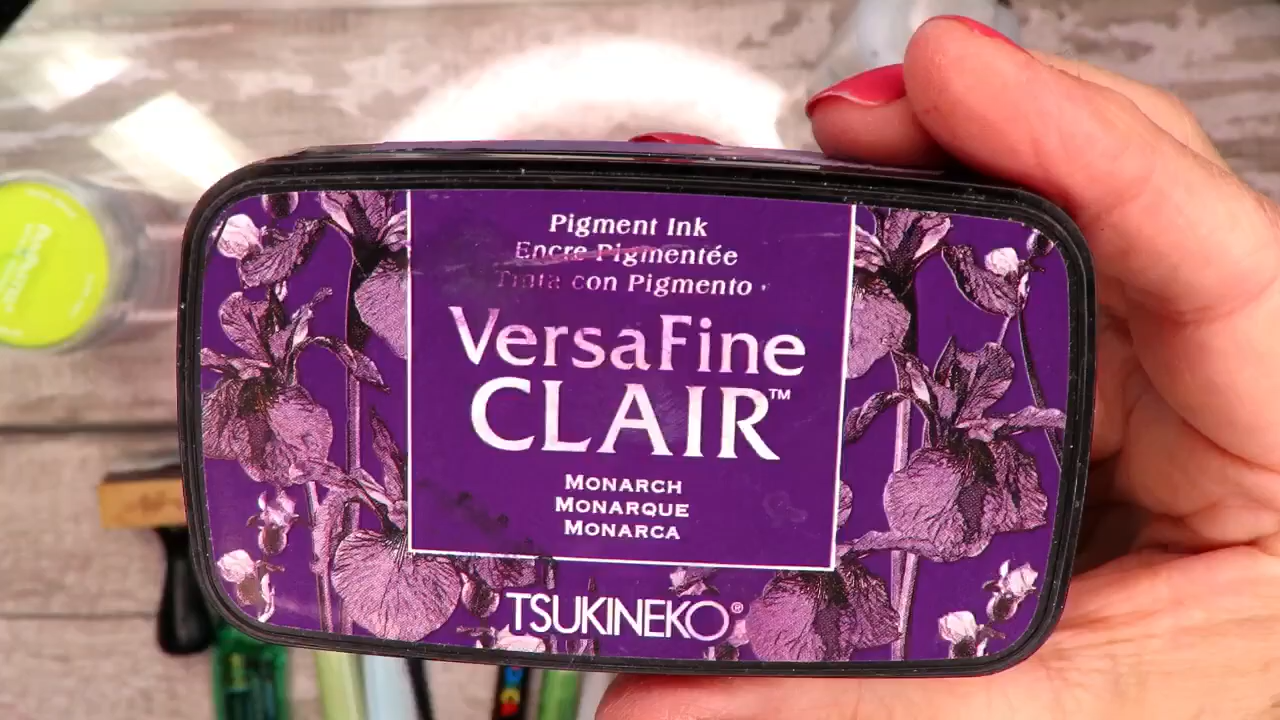 Pigment Ink
Encre Pigmentée
Tinta con Pigmento
VersaFine
CLAIR™
MONARCH
MONARQUE
MONARCA
TSUKINEKO®